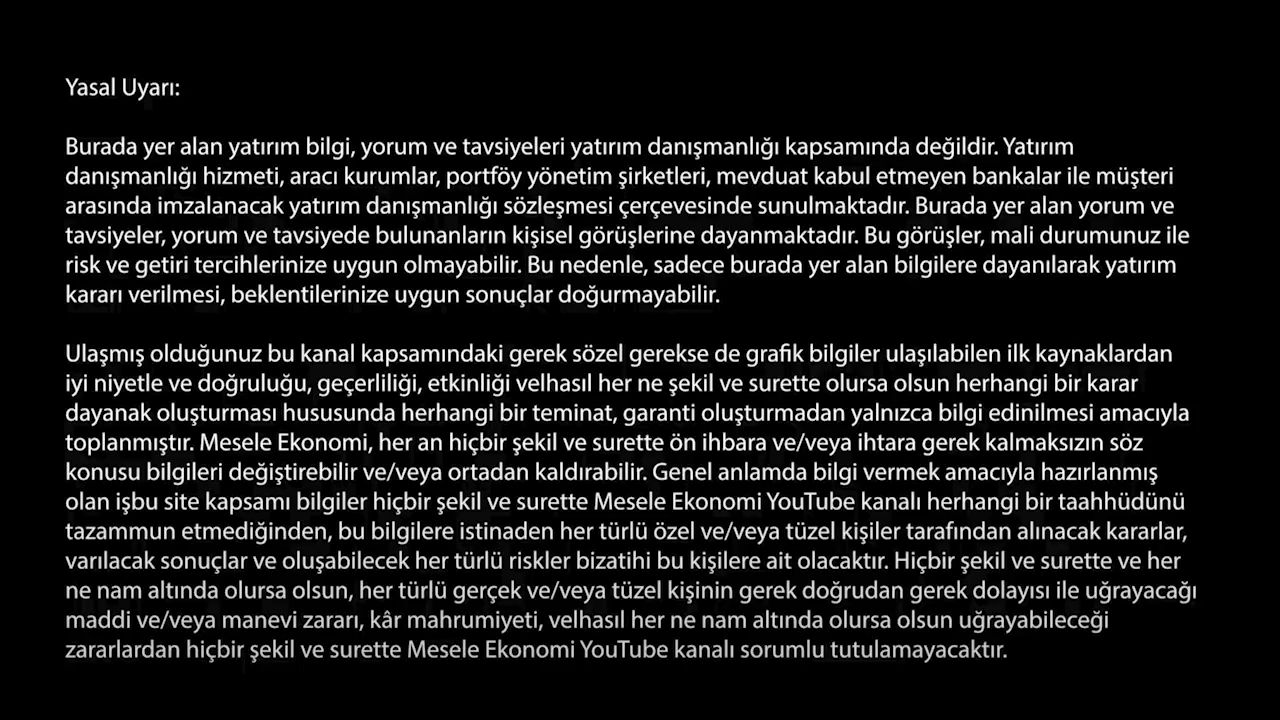 Yasal Uyarı:
Burada yer alan yatırım bilgi, yorum ve tavsiyeleri yatırım danışmanlığı kapsamında değildir. Yatırım
danışmanlığı hizmeti, aracı kurumlar, portföy yönetim şirketleri, mevduat kabul etmeyen bankalar ile müşteri
arasında imzalanacak yatırım danışmanlığı sözleşmesi çerçevesinde sunulmaktadır. Burada yer alan yorum ve
tavsiyeler, yorum ve tavsiyede bulunanların kişisel görüşlerine dayanmaktadır. Bu görüşler, mali durumunuz ile
risk ve getiri tercihlerinize uygun olmayabilir. Bu nedenle, sadece burada yer alan bilgilere dayanılarak yatırım
kararı verilmesi, beklentilerinize uygun sonuçlar doğurmayabilir.
Ulaşmış olduğunuz bu kanal kapsamındaki gerek sözel gerekse de grafik bilgiler ulaşılabilen ilk kaynaklardan
iyi niyetle ve doğruluğu, geçerliliği, etkinliği velhasıl her ne şekil ve surette olursa olsun herhangi bir karar
dayanak oluşturması hususunda herhangi bir teminat, garanti oluşturmadan yalnızca bilgi edinilmesi amacıyla
toplanmıştır. Mesele Ekonomi, her an hiçbir şekil ve surette ön ihbara ve/veya ihtara gerek kalmaksızın söz
konusu bilgileri değiştirebilir ve/veya ortadan kaldırabilir. Genel anlamda bilgi vermek amacıyla hazırlanmış
olan işbu site kapsamı bilgiler hiçbir şekil ve surette Mesele Ekonomi YouTube kanalı herhangi bir taahhüdünü
tazammun etmediğinden, bu bilgilere istinaden her türlü özel ve/veya tüzel kişiler tarafından alınacak kararlar,
varılacak sonuçlar ve oluşabilecek her türlü riskler bizatihi bu kişilere ait olacaktır. Hiçbir şekil ve surette ve her
ne nam altında olursa olsun, her türlü gerçek ve/veya tüzel kişinin gerek doğrudan gerek dolayısı ile uğrayacağı
maddi ve/veya manevi zararı, kâr mahrumiyeti, velhasıl her ne nam altında olursa olsun uğrayabileceği
zararlardan hiçbir şekil ve surette Mesele Ekonomi YouTube kanalı sorumlu tutulamayacaktır.